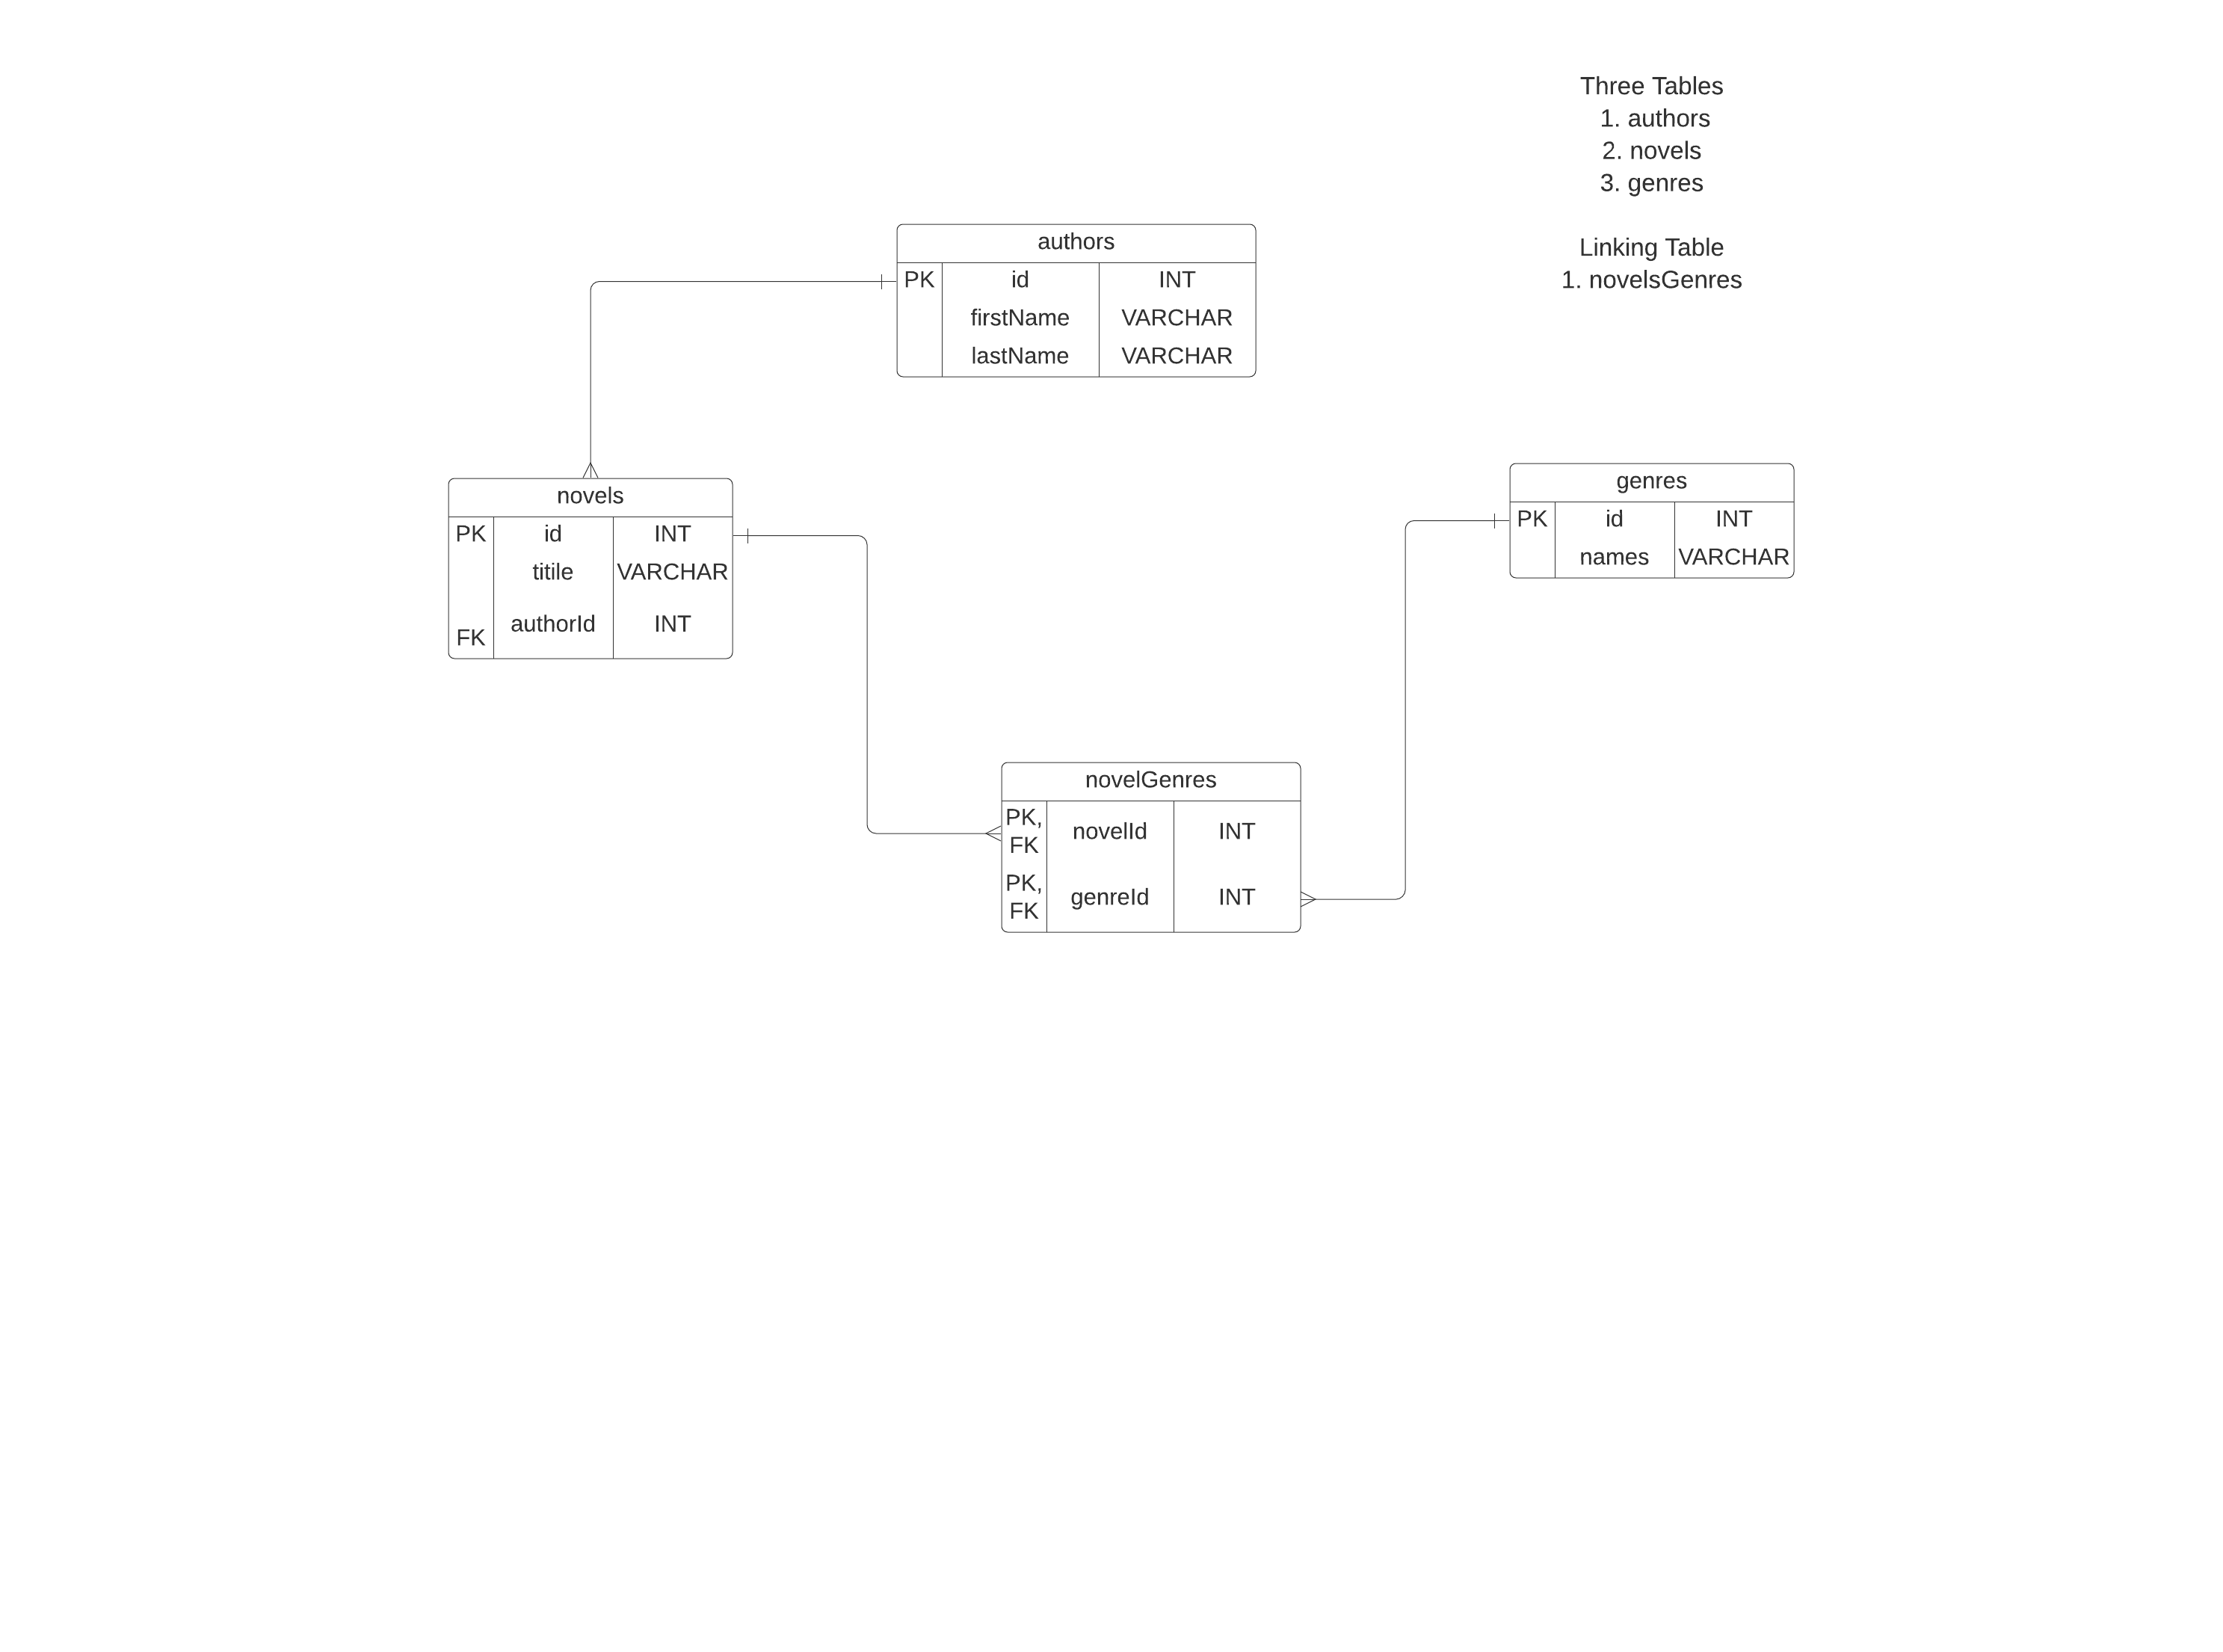 Three Tables
1. authors
2. novels
3. genres
Linking Table
1. novelsGenres
authors
PK id INT
firstName VARCHAR
lastName VARCHAR
novels
PK id INT
titile VARCHAR
FK authorId INT
genres
PK id INT
names VARCHAR
novelGenres
PK, FK novelId INT
PK, FK genreId INT